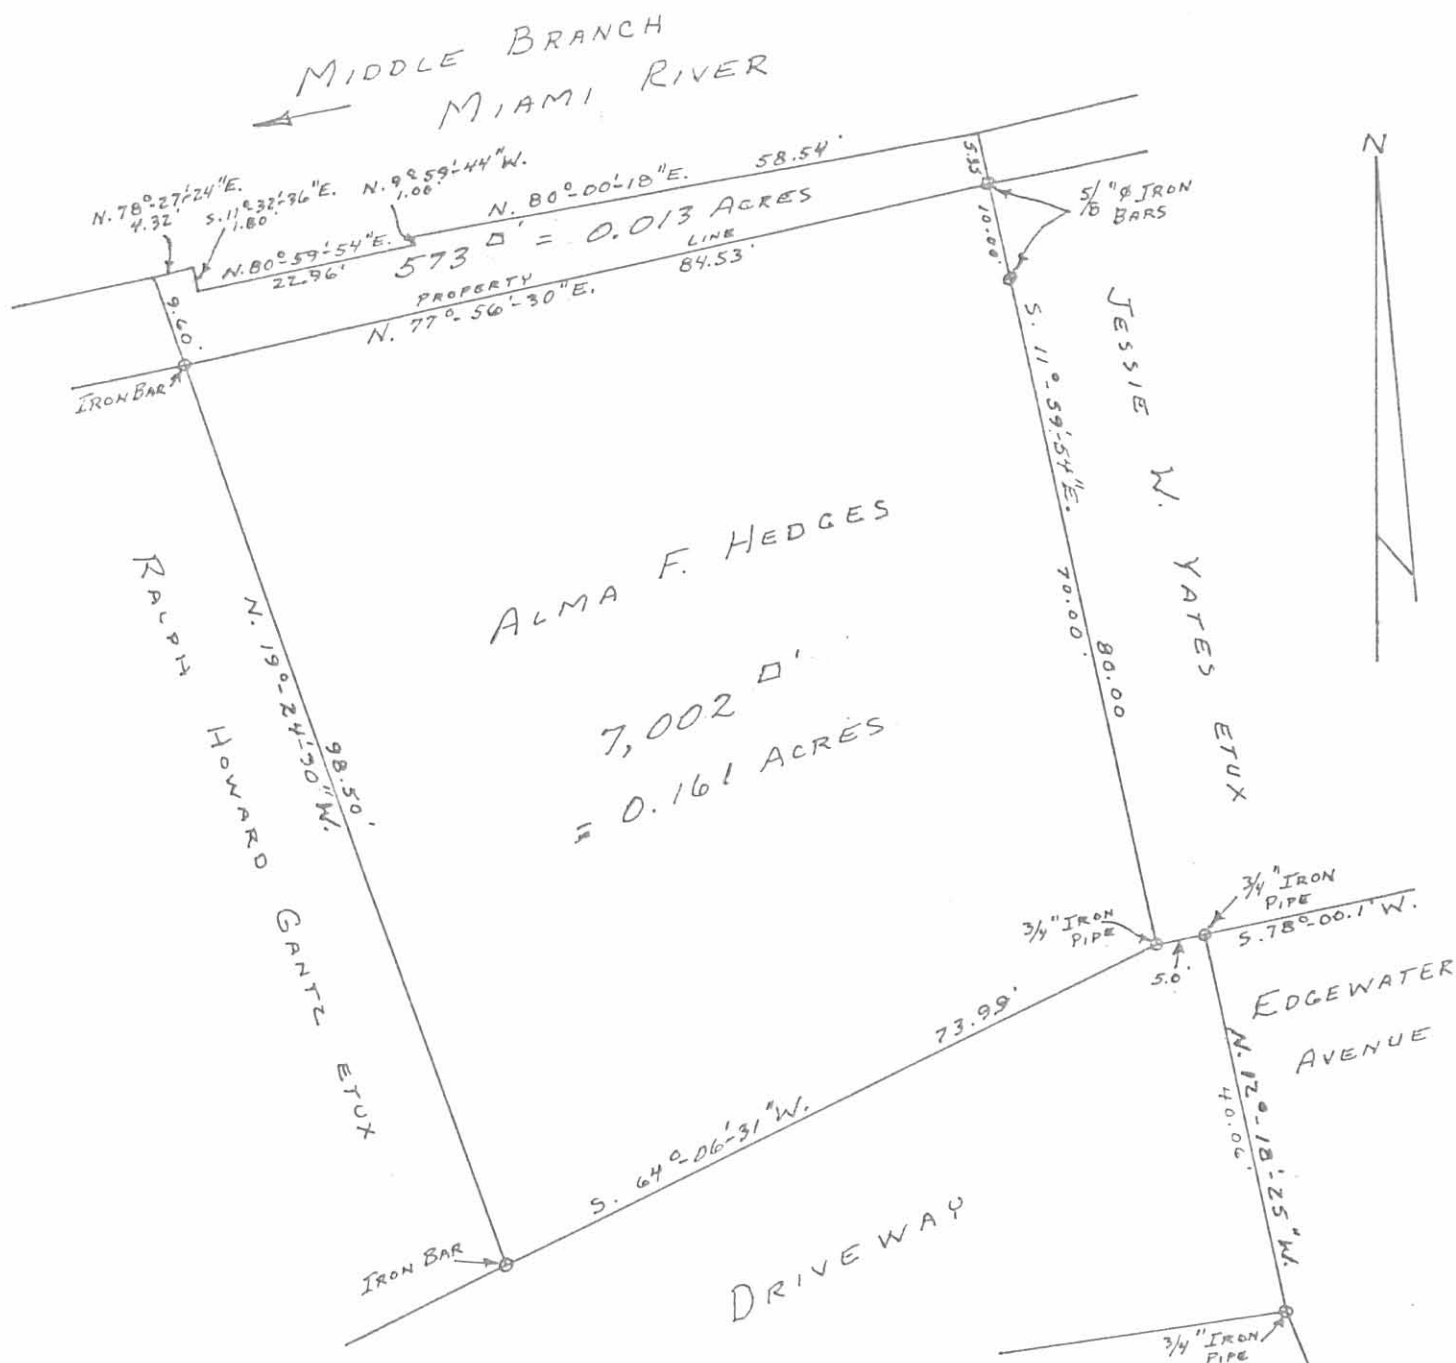 MIDDLE BRANCH
MIAMI RIVER
N
N. 78°-27'-24"E.
4.32'
S. 11°-32'-36"E.
1.80'
N. 9°-59'-44"W.
1.00'
N. 80°-00'-18"E. 58.54'
5.35'
5/8"ø IRON
BARS
N. 80°-59'-54"E.
22.96'
573 □' = 0.013 ACRES
PROPERTY LINE
N. 77°-56'-30"E. 84.53'
10.00'
9.60'
IRON BAR
S. 11°-59'-54"E.
70.00'
80.00
JESSIE W. YATES ETUX
ALMA F. HEDGES
7,002 □'
= 0.161 ACRES
RALPH HOWARD GANTZ ETUX
N. 19°-24'-30"W.
98.50'
3/4" IRON
PIPE
3/4" IRON
PIPE
S. 78°-00.1' W.
5.0'
EDGEWATER
AVENUE
73.99'
S. 64°-06'-31"W.
N. 12°-18'-25"W.
40.06'
IRON BAR
DRIVEWAY
3/4" IRON
PIPE